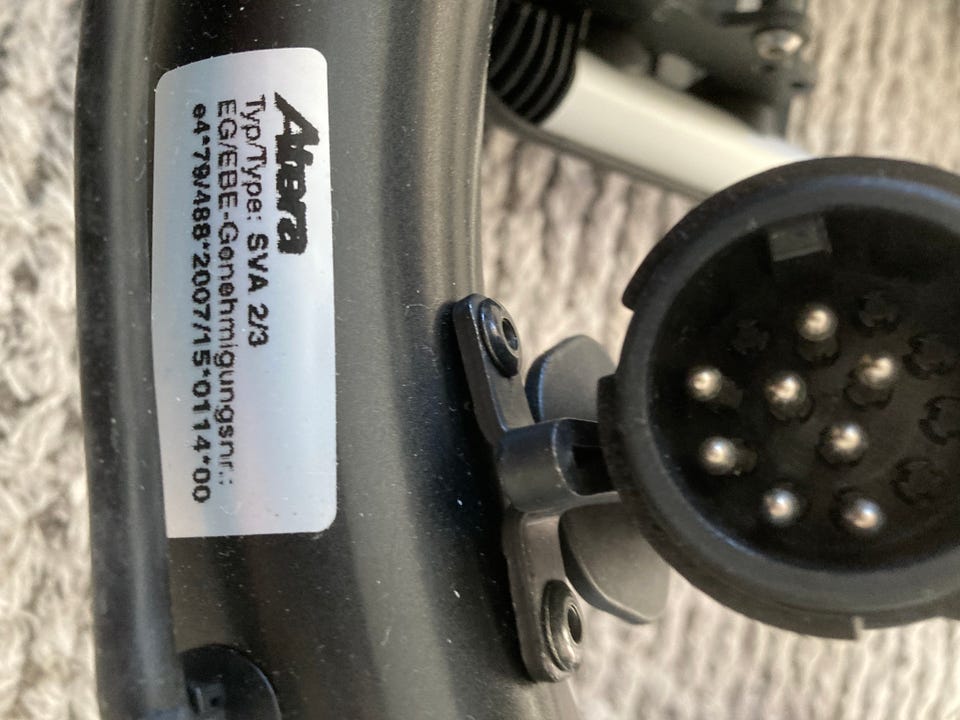 Atera
Typ/Type: SVA 2/3
EG/EBE-Genehmigungsnr.:
e4*79/488*2007/15*0114*00